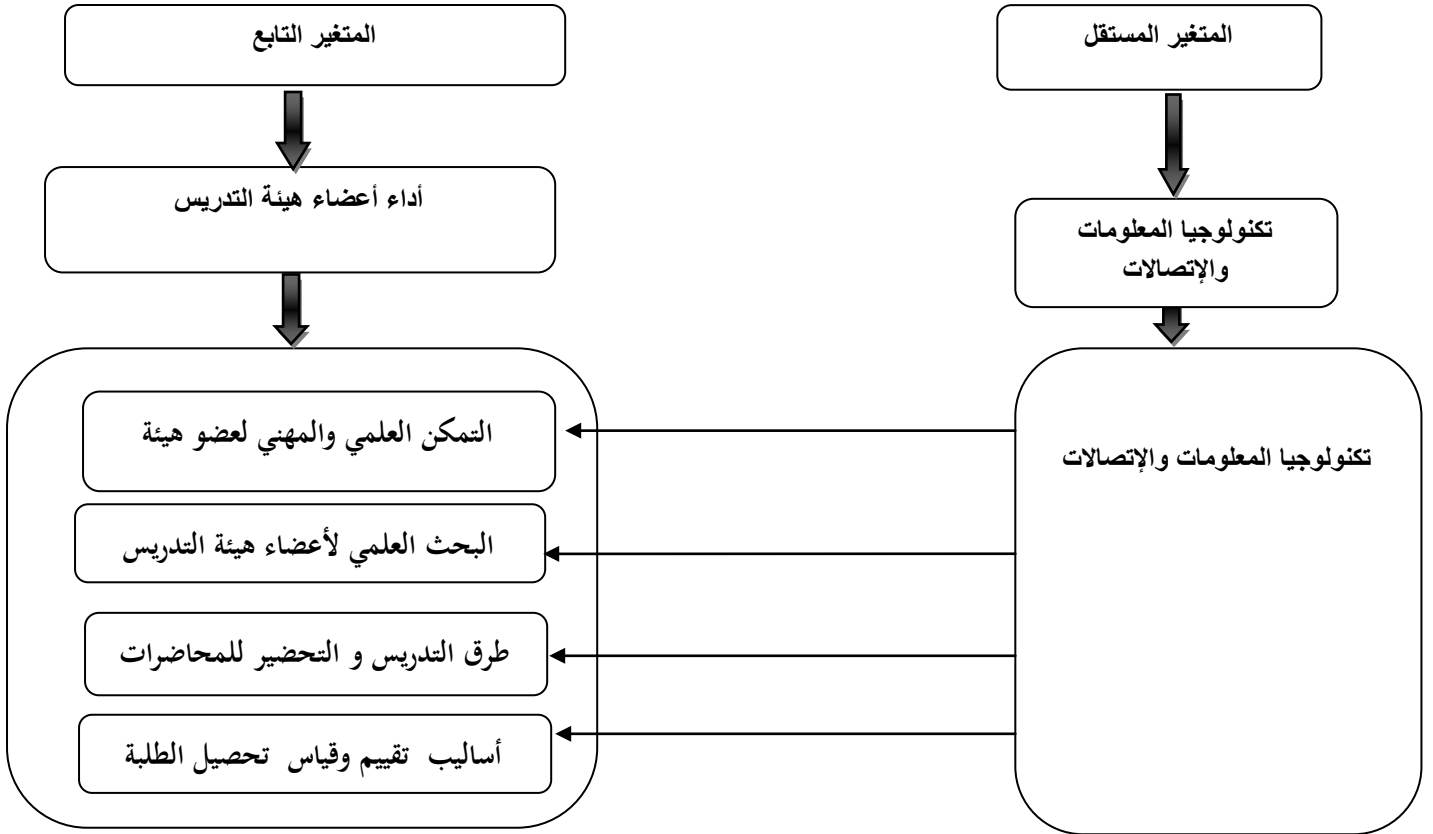 المتغير المستقل
المتغير التابع
تكنولوجيا المعلومات
والإتصالات
أداء أعضاء هيئة التدريس
تكنولوجيا المعلومات والإتصالات
التمكن العلمي والمهني لعضو هيئة
البحث العلمي لأعضاء هيئة التدريس
طرق التدريس و التحضير للمحاضرات
أساليب تقييم وقياس تحصيل الطلبة